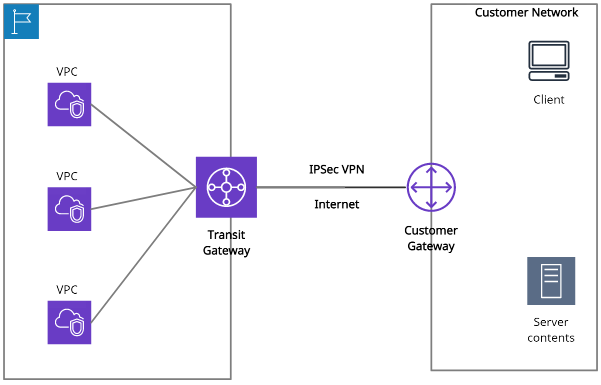 Customer Network
VPC
Client
VPC
IPSec VPN
Internet
Transit
Gateway
Customer
Gateway
VPC
Server
contents